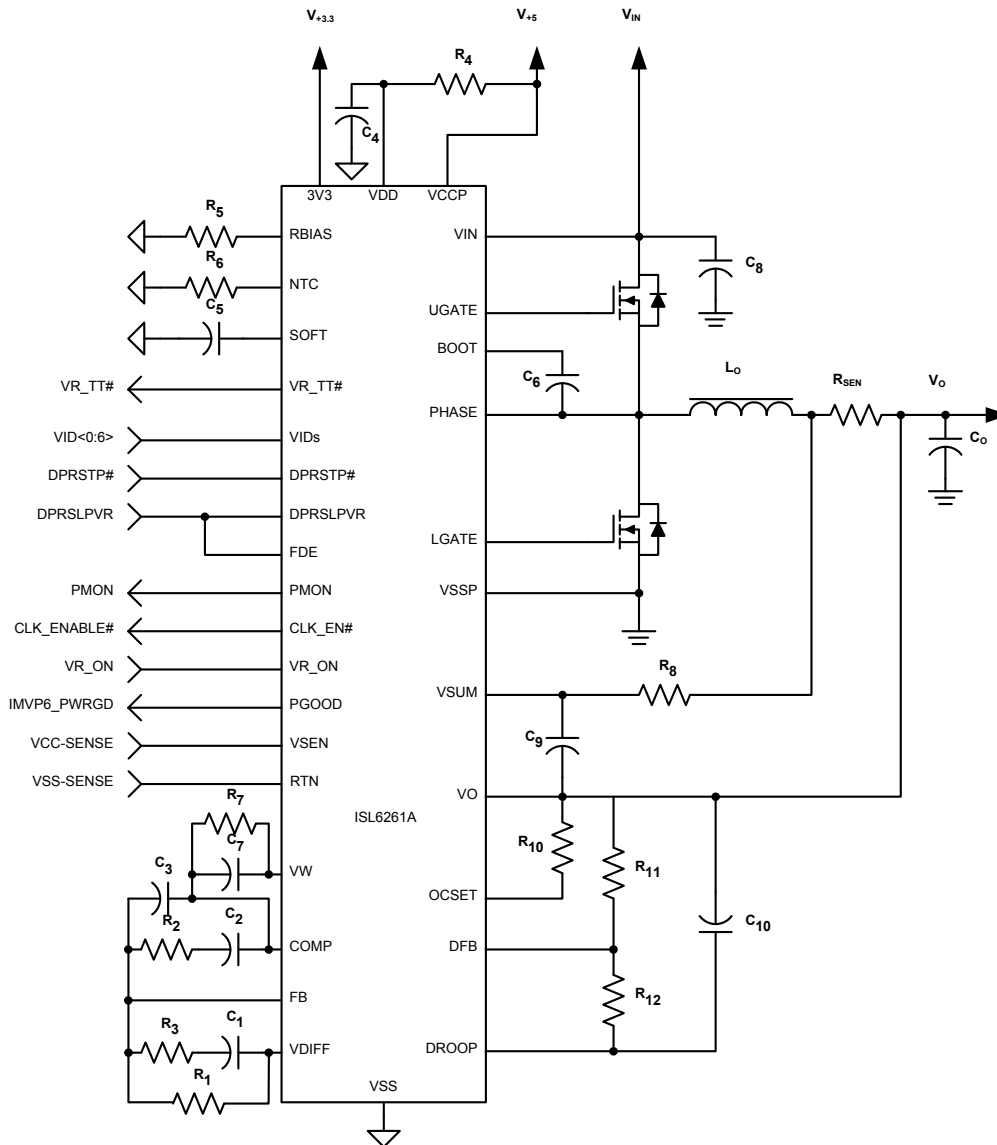 V+3.3
V+5
VIN
R4
C4
3V3
VDD
VCCP
R5
RBIAS
VIN
C8
R6
NTC
C5
UGATE
SOFT
BOOT
C6
LO
RSEN
VO
VR_TT#
VR_TT#
PHASE
CO
VID<0:6>
VIDs
DPRSTP#
DPRSTP#
DPRSLPVR
DPRSLPVR
LGATE
FDE
PMON
PMON
VSSP
CLK_ENABLE#
CLK_EN#
VR_ON
VR_ON
R8
VSUM
IMVP6_PWRGD
PGOOD
C9
VCC-SENSE
VSEN
VSS-SENSE
RTN
VO
R7
ISL6261A
R10
C7
VW
R11
C3
OCSET
R2
C2
C10
COMP
DFB
R12
FB
C1
R3
VDIFF
DROOP
R1
VSS